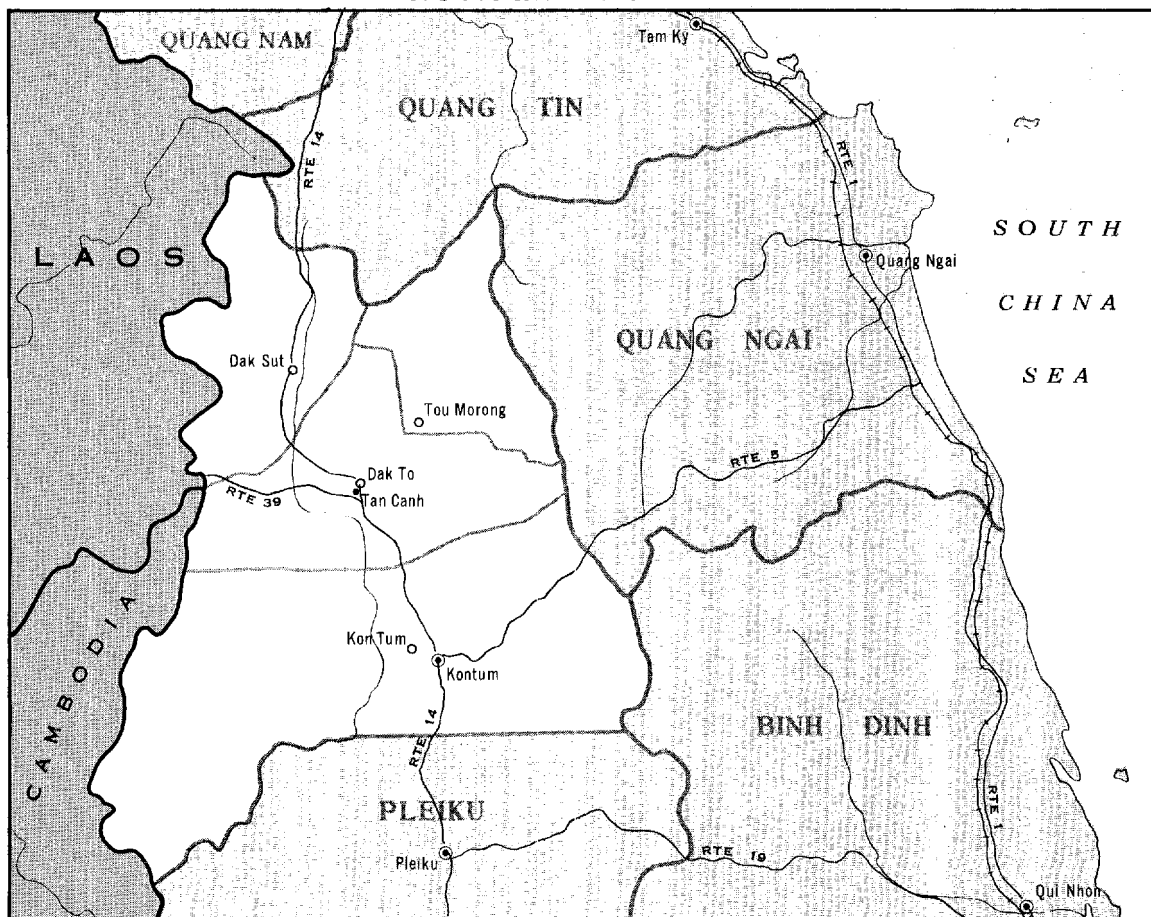 Tam Ky
QUANG NAM
QUANG TIN
RTE 14
RTE 1
SOUTH
CHINA
SEA
LAOS
Quang Ngai
QUANG NGAI
Dak Sut
Tou Morong
RTE 5
Dak To
RTE 39
Tan Canh
CAMBODIA
Kon Tum
Kontum
RTE 14
BINH DINH
PLEIKU
RTE 1
Pleiku
RTE 19
Qui Nhon